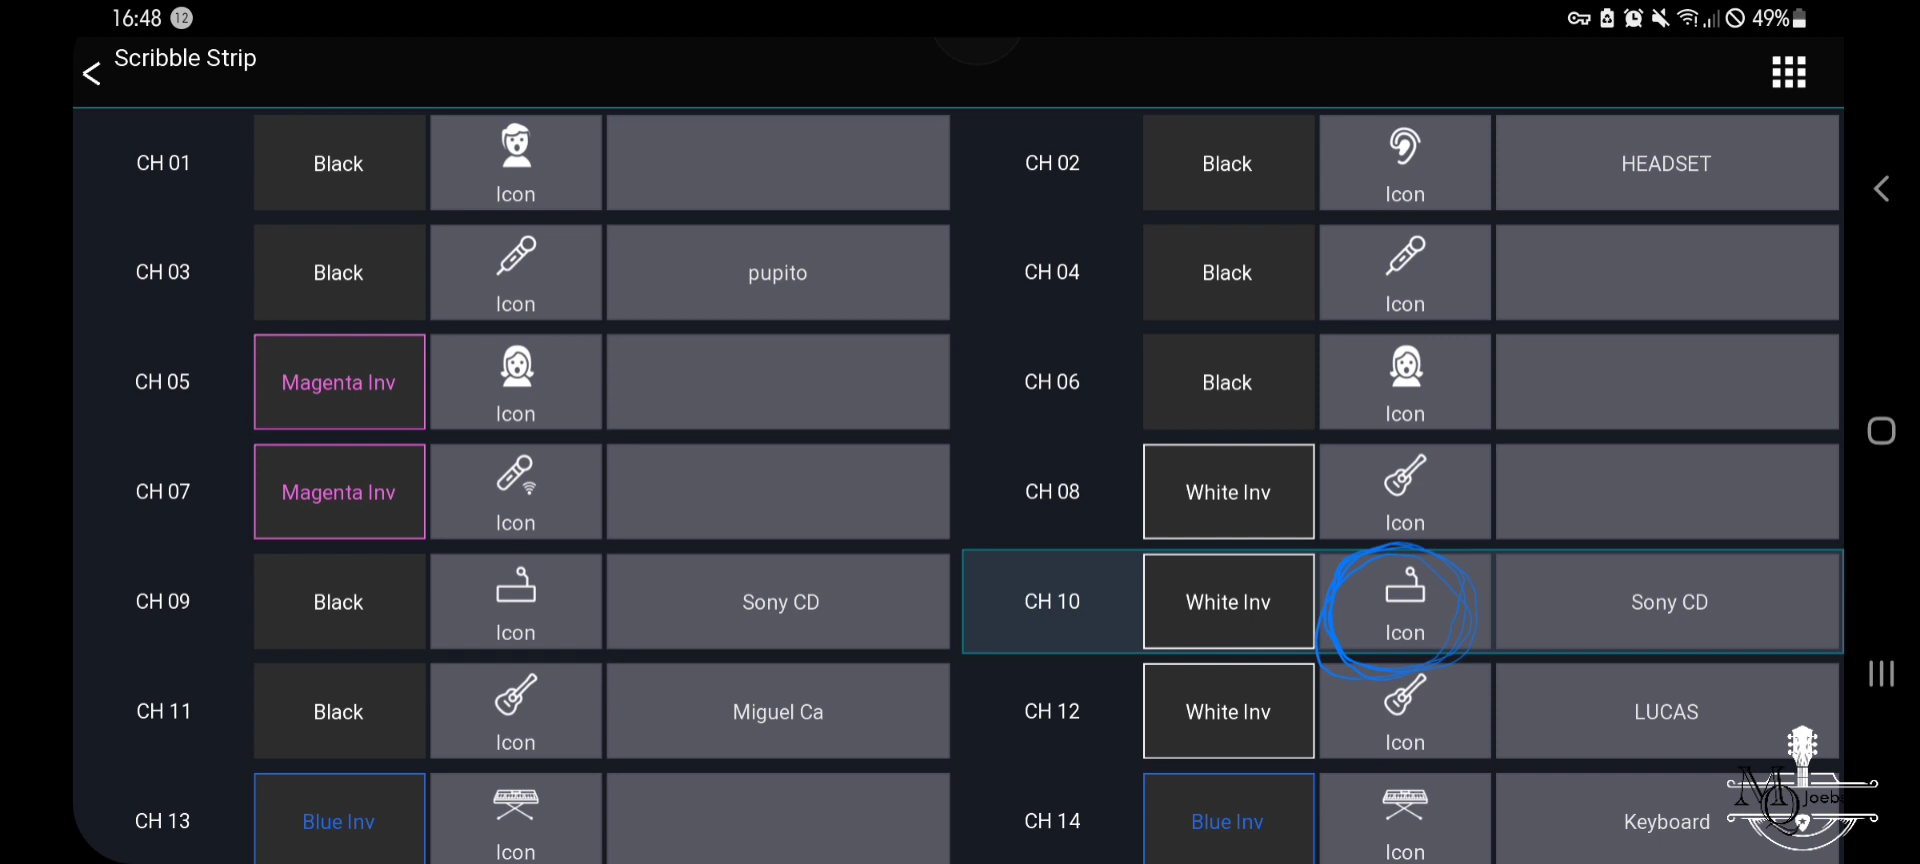 16:48 12
49%
Scribble Strip
CH 01 Black Icon
CH 02 Black Icon HEADSET
CH 03 Black Icon pupito
CH 04 Black Icon
CH 05 Magenta Inv Icon
CH 06 Black Icon
CH 07 Magenta Inv Icon
CH 08 White Inv Icon
CH 09 Black Icon Sony CD
CH 10 White Inv Icon Sony CD
CH 11 Black Icon Miguel Ca
CH 12 White Inv Icon LUCAS
CH 13 Blue Inv Icon
CH 14 Blue Inv Icon Keyboard
MQ Joeb